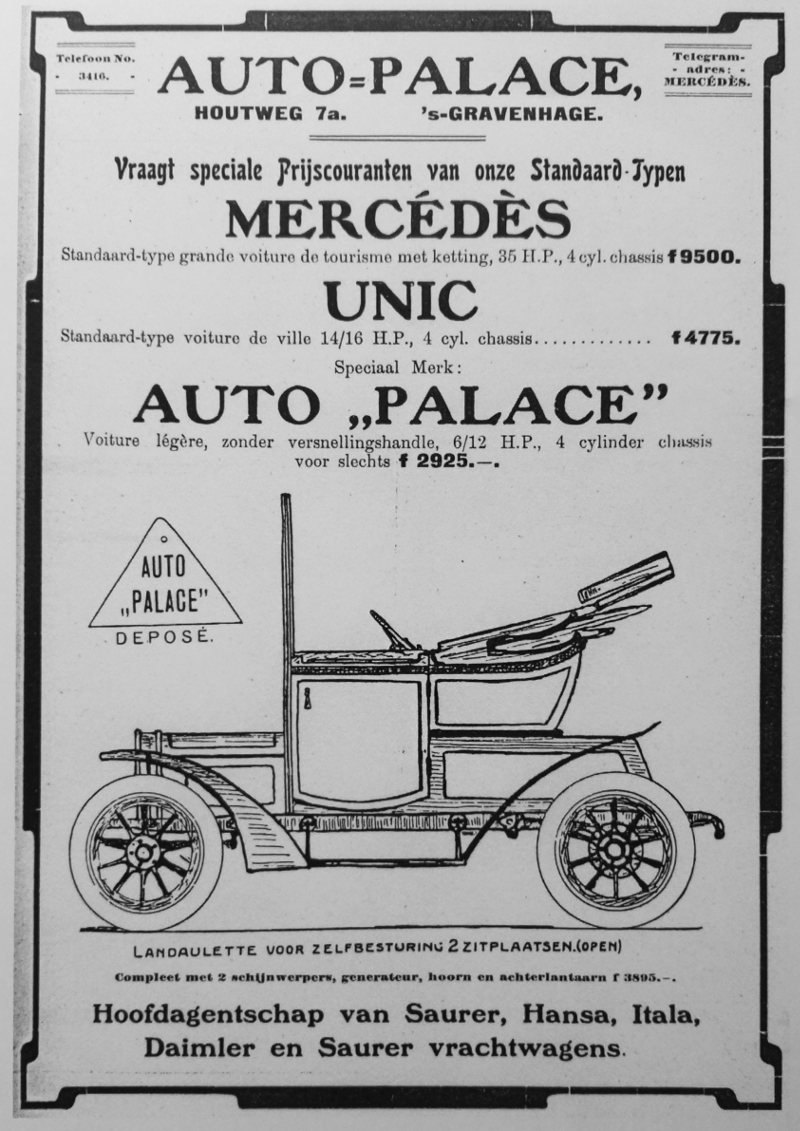 Telefoon No.
- 3416. -
AUTO=PALACE,
Telegram-
- adres: -
MERCÉDÈS.
HOUTWEG 7a. 's-GRAVENHAGE.
Vraagt speciale Prijscouranten van onze Standaard-Typen
MERCÉDÈS
Standaard-type grande voiture de tourisme met ketting, 35 H.P., 4 cyl. chassis f 9500.
UNIC
Standaard-type voiture de ville 14/16 H.P., 4 cyl. chassis............. f 4775.
Speciaal Merk:
AUTO „PALACE”
Voiture légère, zonder versnellingshandle, 6/12 H.P., 4 cylinder chassis
voor slechts f 2925.—.
AUTO
„PALACE”
DEPOSÉ.
LANDAULETTE VOOR ZELFBESTURING 2 ZITPLAATSEN.(OPEN)
Compleet met 2 schijnwerpers, generateur, hoorn en achterlantaarn f 3895.-.
Hoofdagentschap van Saurer, Hansa, Itala,
Daimler en Saurer vrachtwagens.